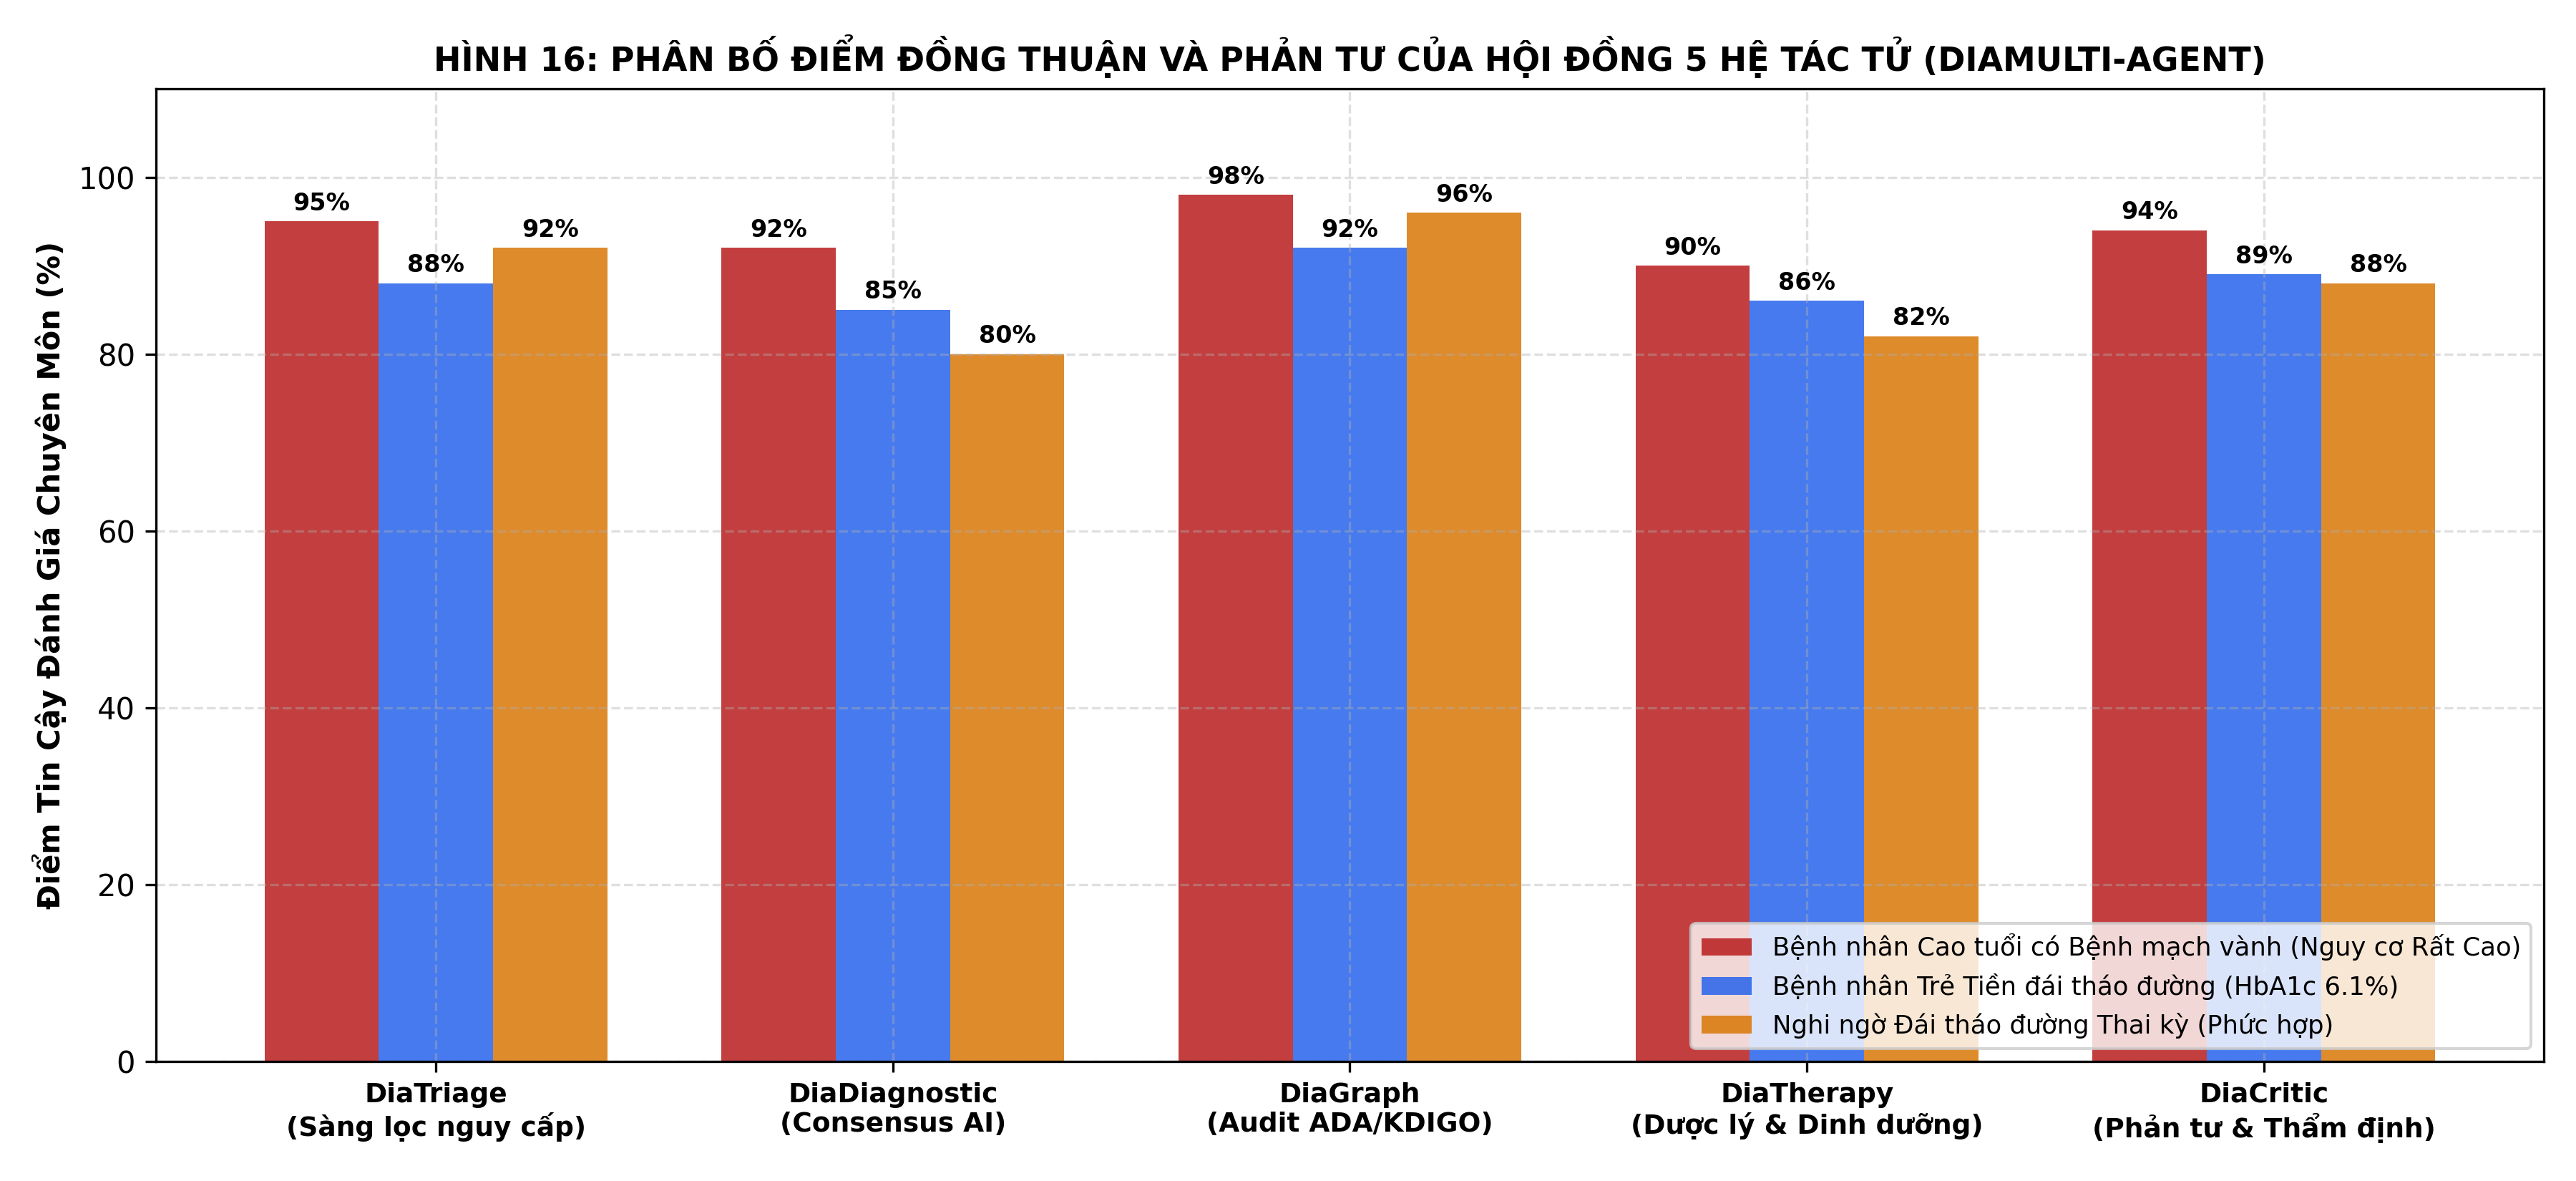 HÌNH 16: PHÂN BỐ ĐIỂM ĐỒNG THUẬN VÀ PHẢN TƯ CỦA HỘI ĐỒNG 5 HỆ TÁC TỬ (DIAMULTI-AGENT)
Điểm Tin Cậy Đánh Giá Chuyên Môn (%)
100
80
60
40
20
0
95%
88%
92%
92%
85%
80%
98%
92%
96%
90%
86%
82%
94%
89%
88%
Bệnh nhân Cao tuổi có Bệnh mạch vành (Nguy cơ Rất Cao)
Bệnh nhân Trẻ Tiền đái tháo đường (HbA1c 6.1%)
Nghi ngờ Đái tháo đường Thai kỳ (Phức hợp)
DiaTriage
(Sàng lọc nguy cấp)
DiaDiagnostic
(Consensus AI)
DiaGraph
(Audit ADA/KDIGO)
DiaTherapy
(Dược lý & Dinh dưỡng)
DiaCritic
(Phản tư & Thẩm định)